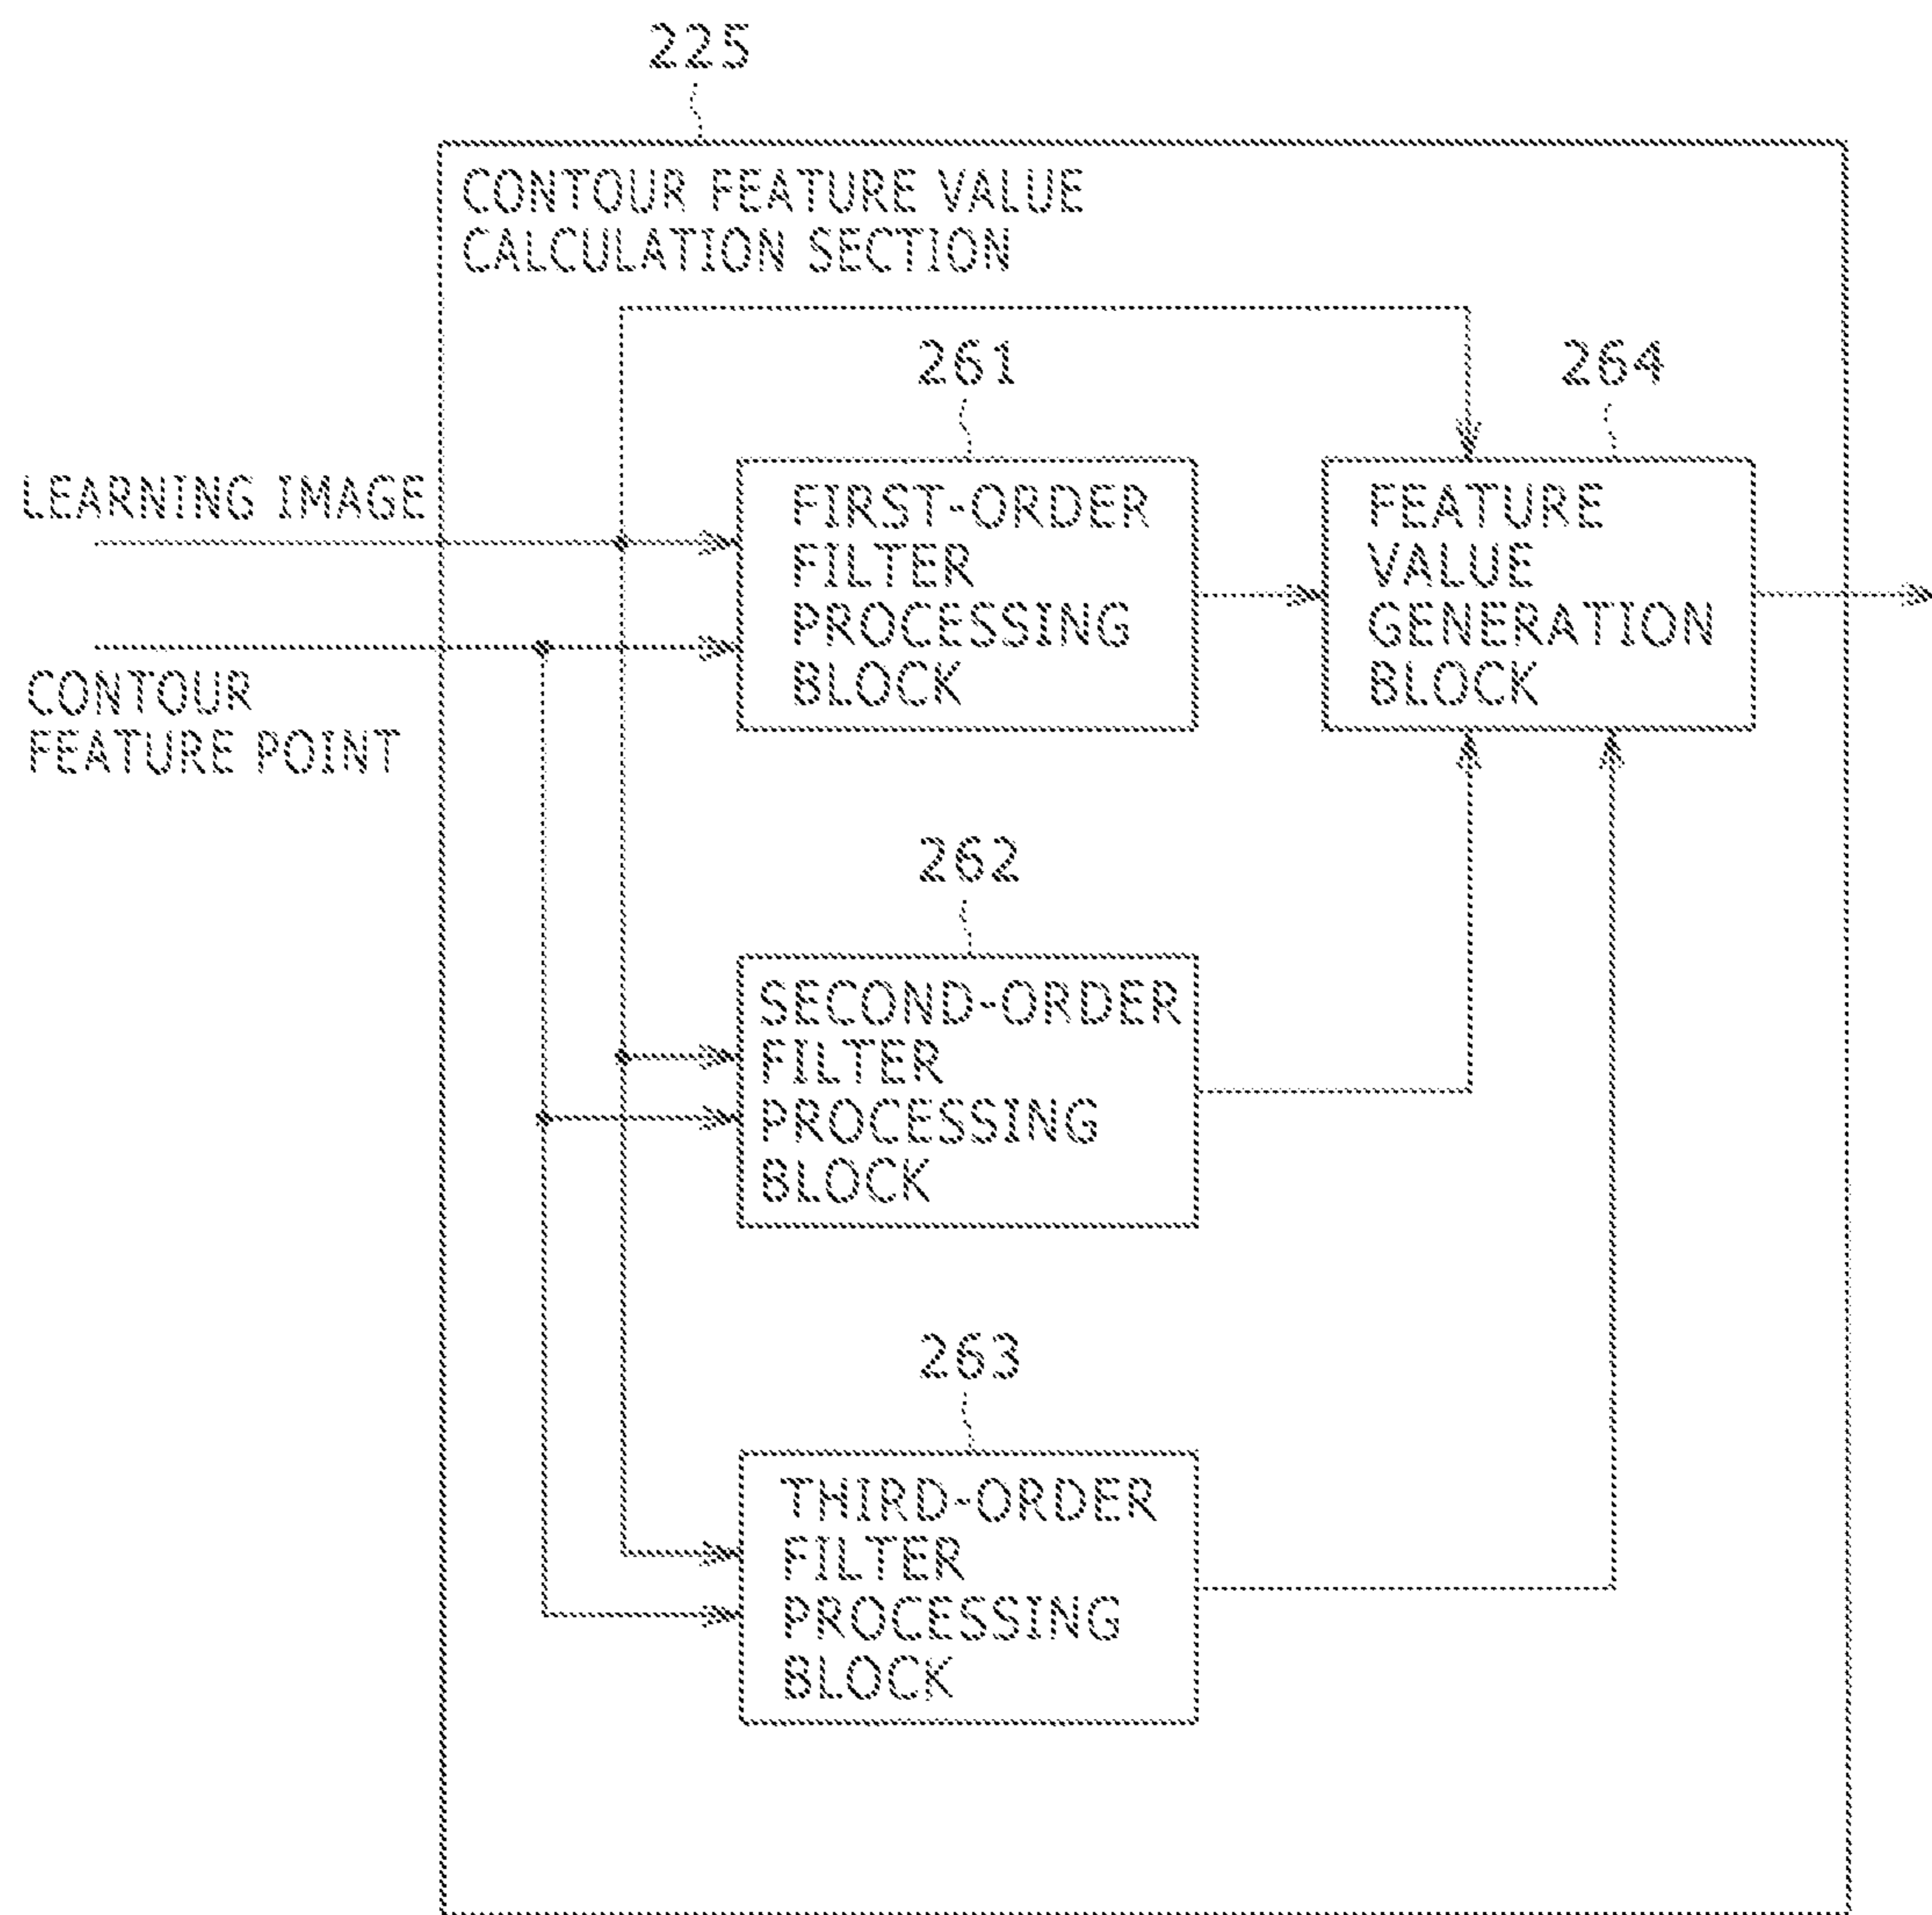 225
CONTOUR FEATURE VALUE
CALCULATION SECTION
261
264
LEARNING IMAGE
CONTOUR
FEATURE POINT
FIRST-ORDER
FILTER
PROCESSING
BLOCK
FEATURE
VALUE
GENERATION
BLOCK
262
SECOND-ORDER
FILTER
PROCESSING
BLOCK
263
THIRD-ORDER
FILTER
PROCESSING
BLOCK